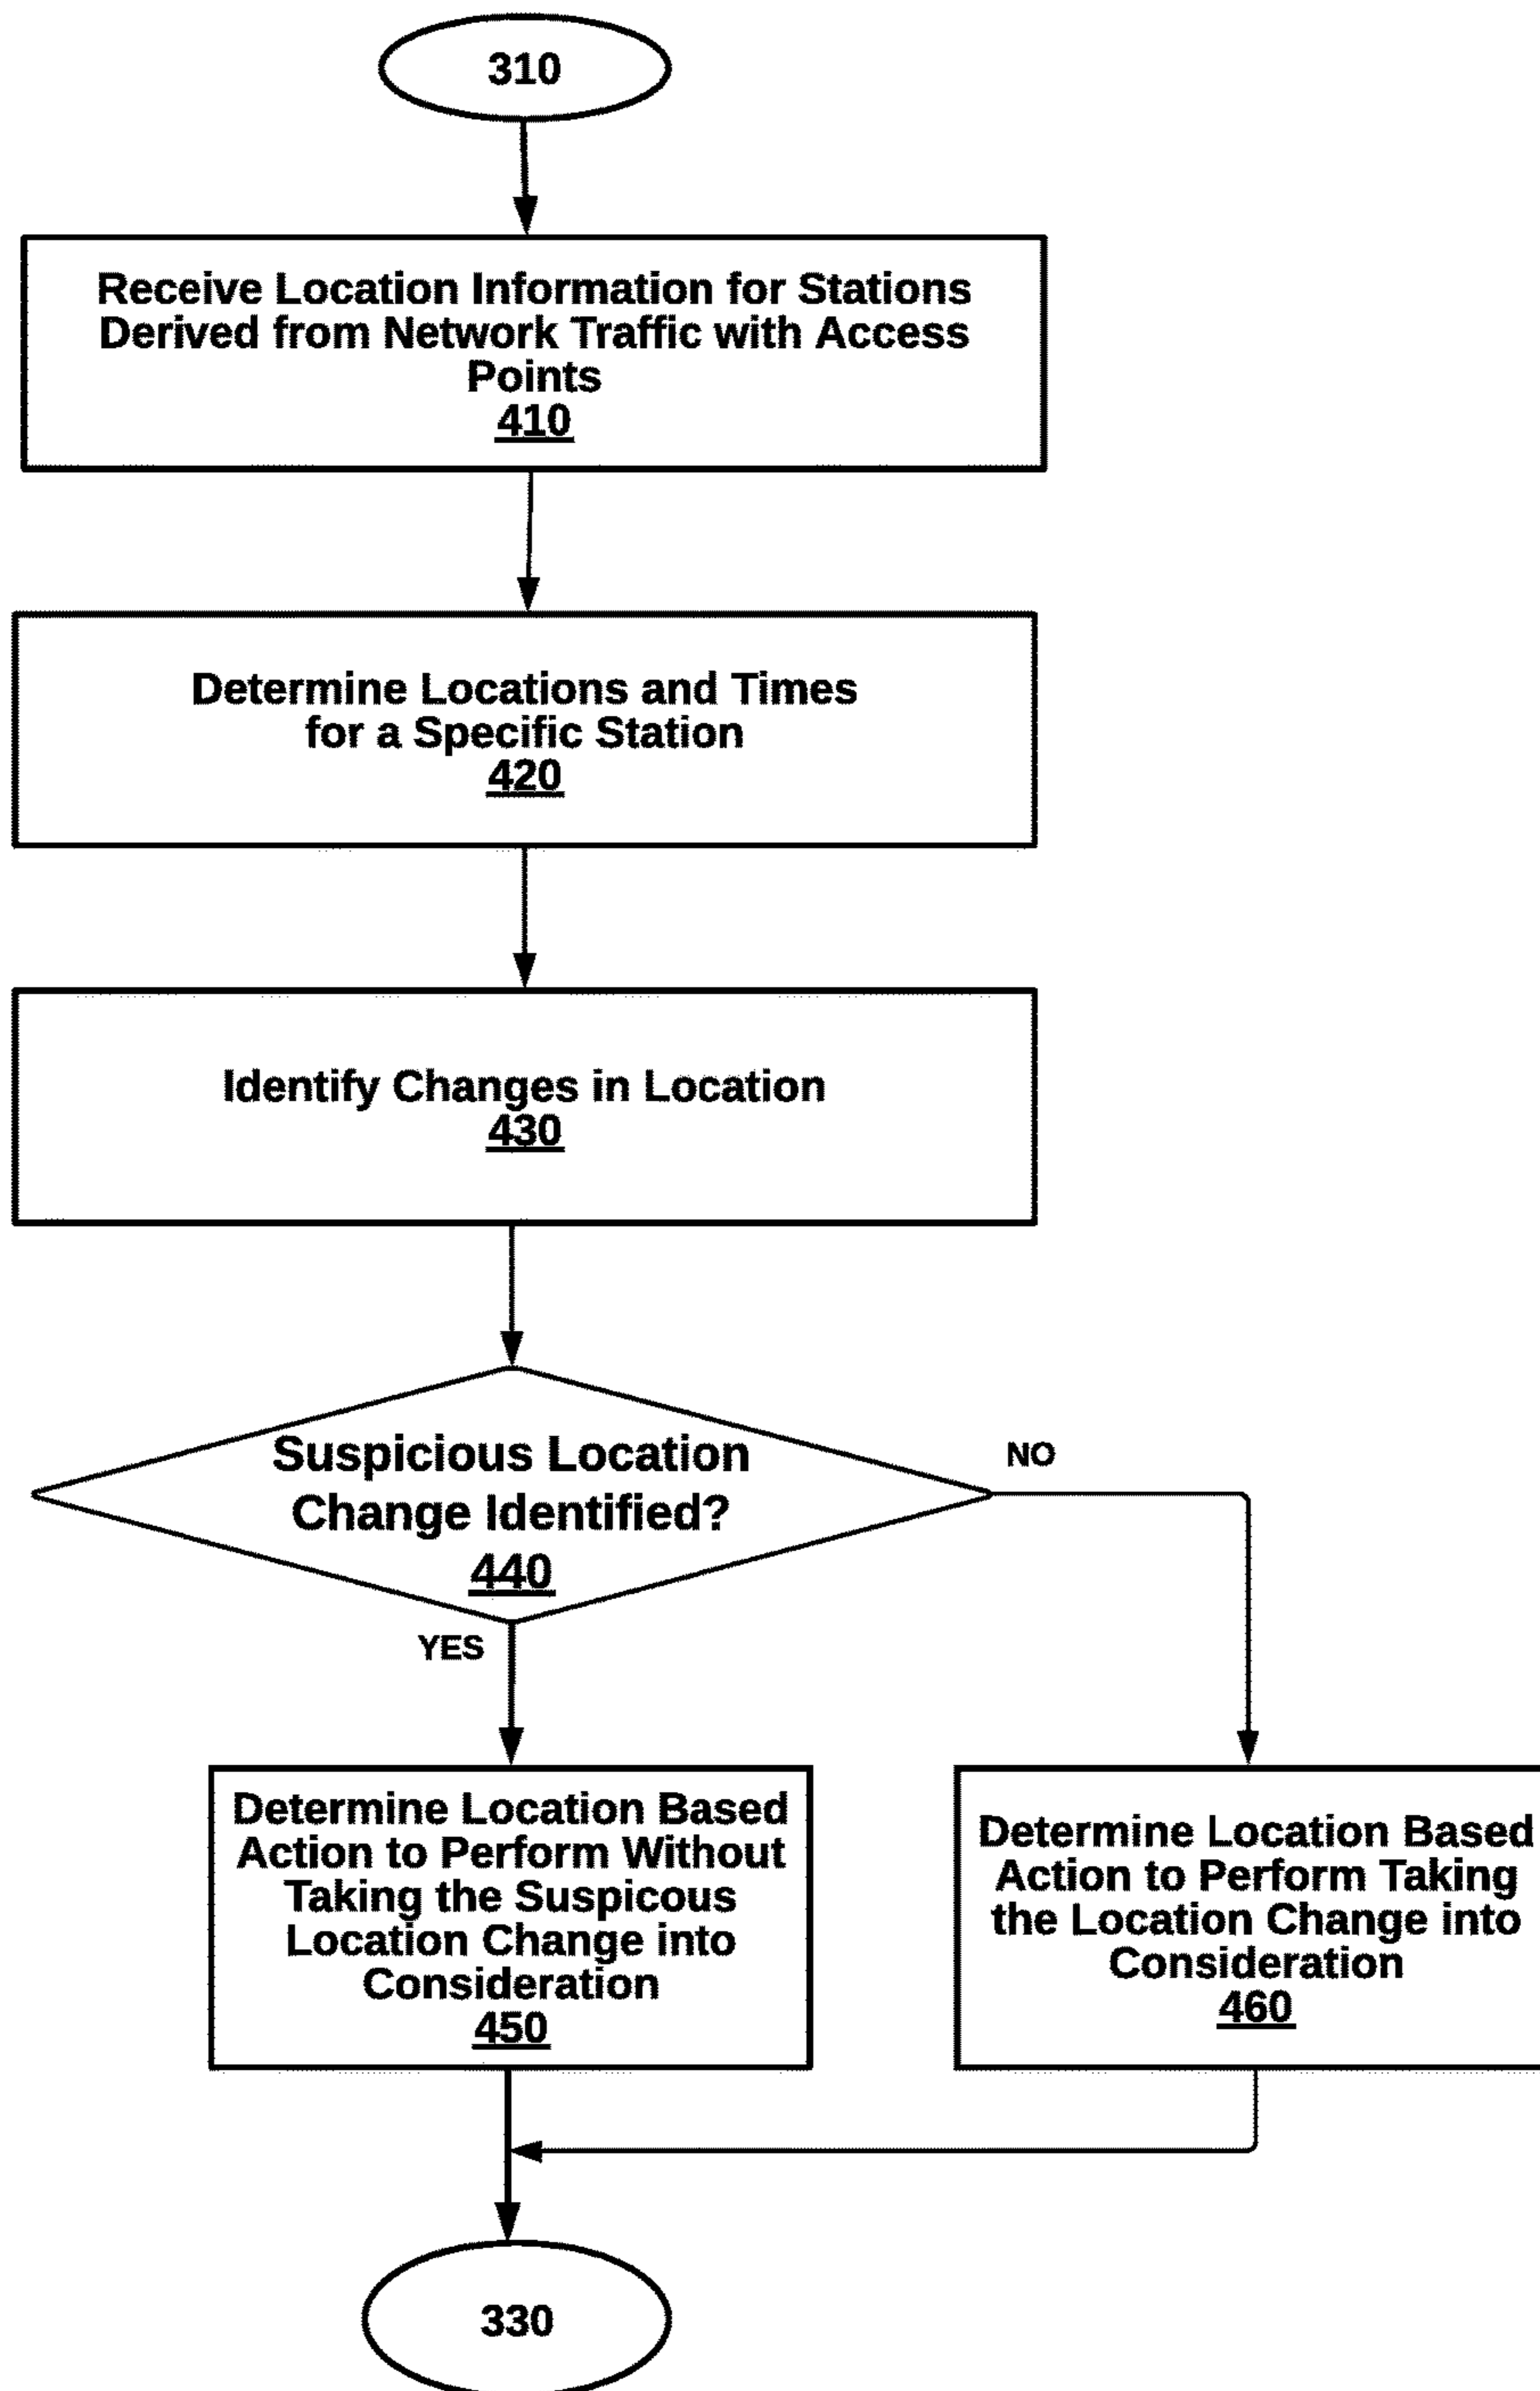 310
Receive Location Information for Stations
Derived from Network Traffic with Access
Points
410
Determine Locations and Times
for a Specific Station
420
Identify Changes in Location
430
Suspicious Location
Change Identified?
440
NO
YES
Determine Location Based
Action to Perform Without
Taking the Suspicous
Location Change into
Consideration
450
Determine Location Based
Action to Perform Taking
the Location Change into
Consideration
460
330